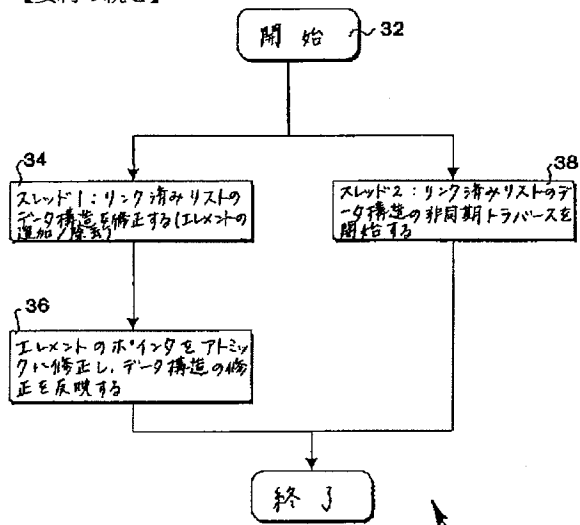 開始
32
34
スレッド1:リンク済みリストの
データ構造を修正する(エレメントの
追加/除去)
38
スレッド2:リンク済みリストのデ
ータ構造の非同期トラバースを
開始する
36
エレメントのポインタをアトミッ
クに修正し、データ構造の修
正を反映する
終了